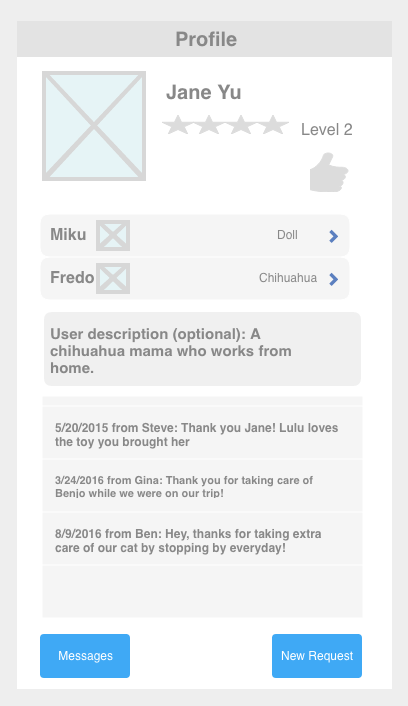 Profile
Jane Yu
Level 2
Miku Doll
Fredo Chihuahua
User description (optional): A
chihuahua mama who works from
home.
5/20/2015 from Steve: Thank you Jane! Lulu loves
the toy you brought her
3/24/2016 from Gina: Thank you for taking care of
Benjo while we were on our trip!
8/9/2016 from Ben: Hey, thanks for taking extra
care of our cat by stopping by everyday!
Messages New Request